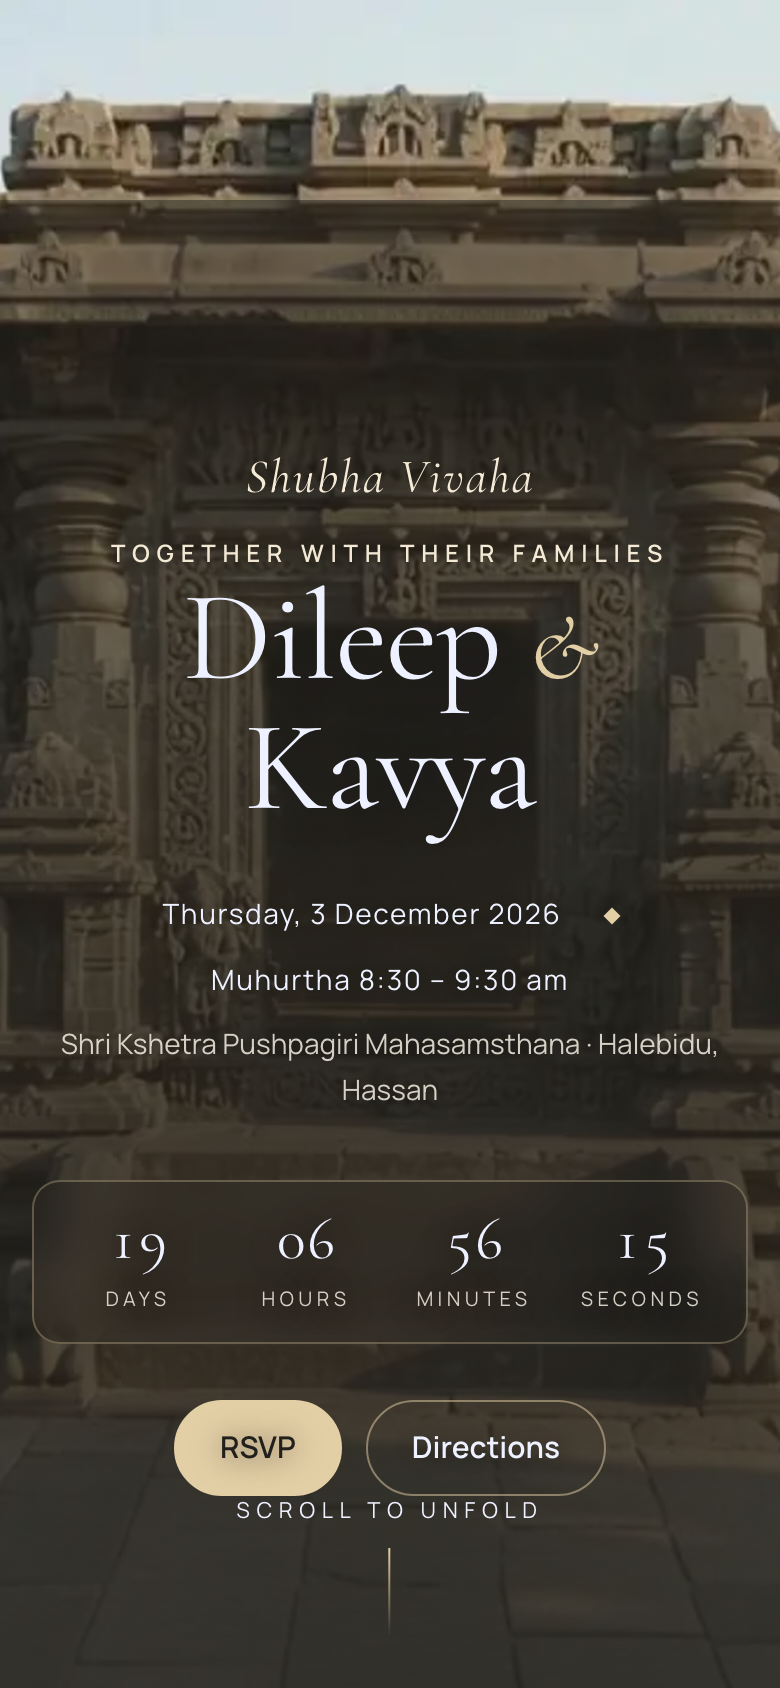 Shubha Vivaha
TOGETHER WITH THEIR FAMILIES
Dileep &
Kavya
Thursday, 3 December 2026 ◆
Muhurtha 8:30 – 9:30 am
Shri Kshetra Pushpagiri Mahasamsthana · Halebidu,
Hassan
19 06 56 15
DAYS HOURS MINUTES SECONDS
RSVP Directions
SCROLL TO UNFOLD